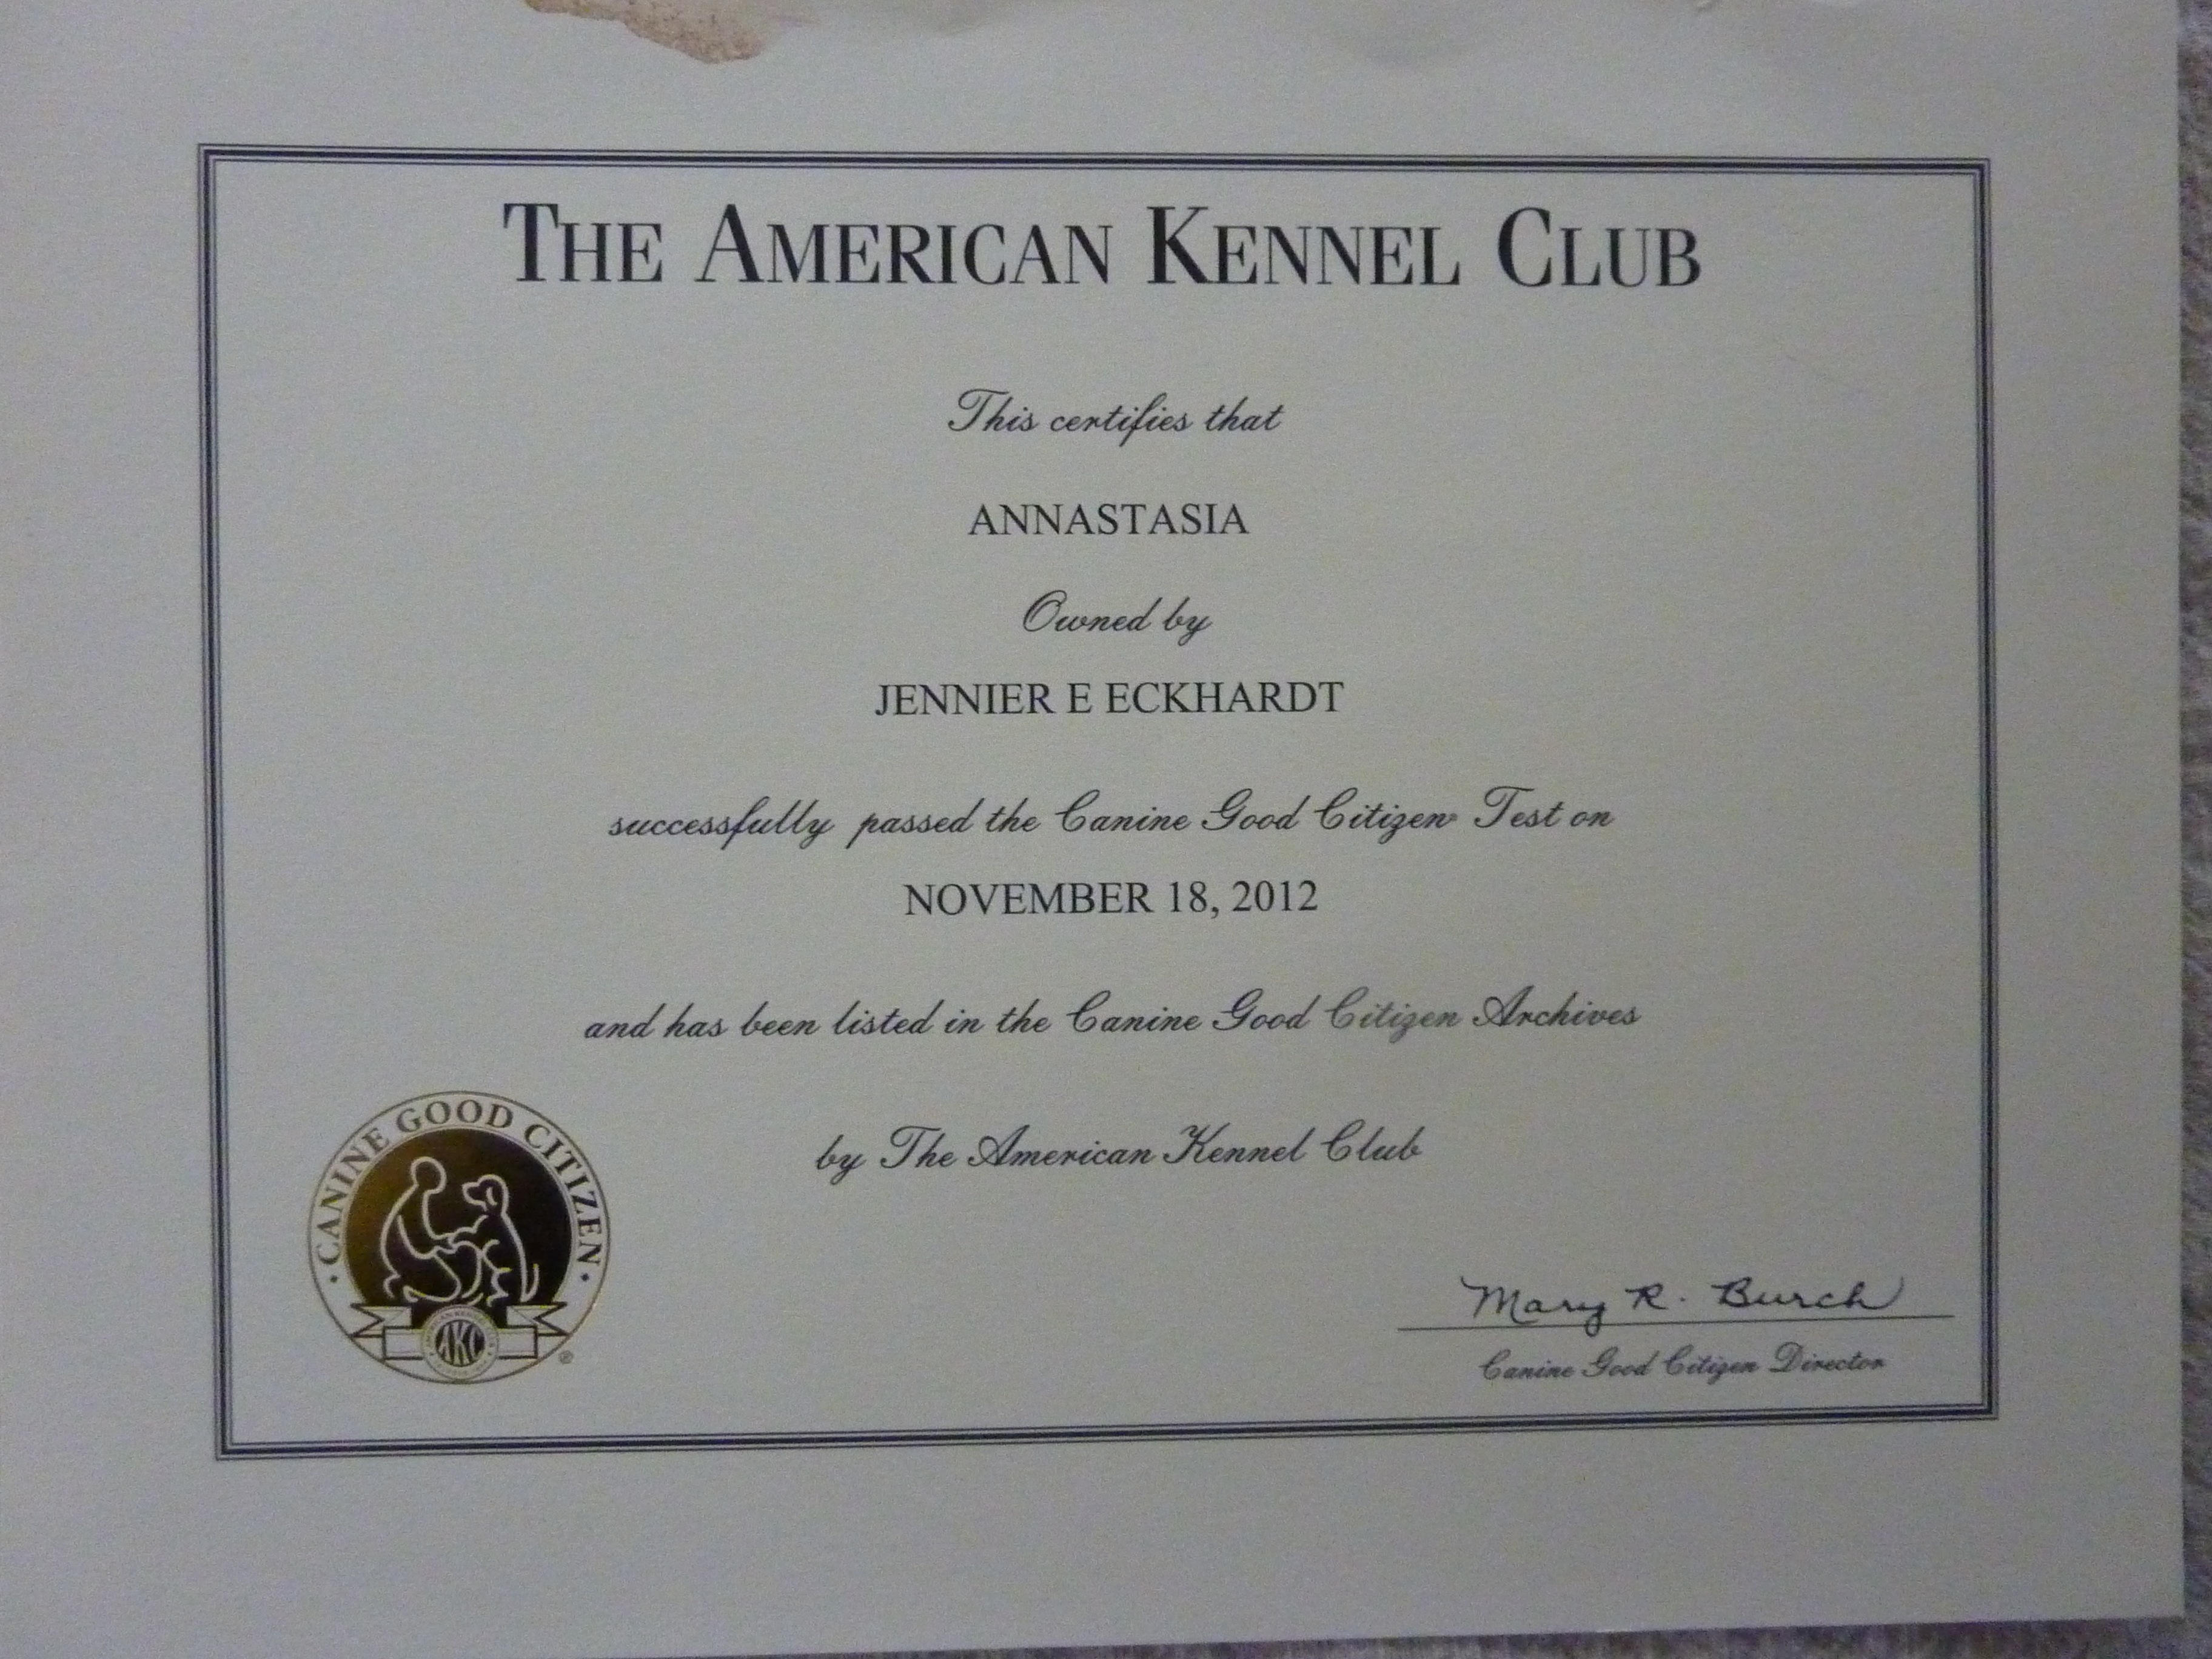 THE AMERICAN KENNEL CLUB
This certifies that
ANNASTASIA
Owned by
JENNIER E ECKHARDT
successfully passed the Canine Good Citizen® Test on
NOVEMBER 18, 2012
and has been listed in the Canine Good Citizen Archives
by The American Kennel Club
· CANINE GOOD CITIZEN ·
AKC
®
Mary R. Burch
Canine Good Citizen Director